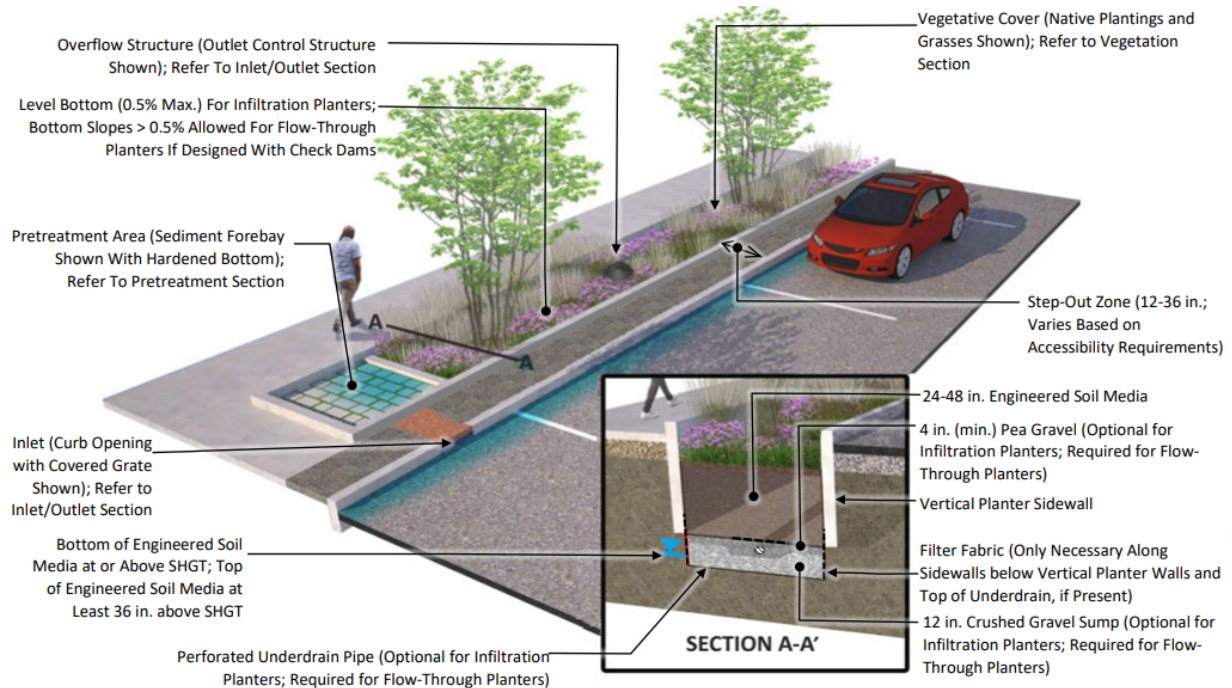 Overflow Structure (Outlet Control Structure
Shown); Refer To Inlet/Outlet Section
Level Bottom (0.5% Max.) For Infiltration Planters;
Bottom Slopes > 0.5% Allowed For Flow-Through
Planters If Designed With Check Dams
Pretreatment Area (Sediment Forebay
Shown With Hardened Bottom);
Refer To Pretreatment Section
Inlet (Curb Opening
with Covered Grate
Shown); Refer to
Inlet/Outlet Section
Bottom of Engineered Soil
Media at or Above SHGT; Top
of Engineered Soil Media at
Least 36 in. above SHGT
Perforated Underdrain Pipe (Optional for Infiltration
Planters; Required for Flow-Through Planters)
A
A
Vegetative Cover (Native Plantings and
Grasses Shown); Refer to Vegetation
Section
Step-Out Zone (12-36 in.;
Varies Based on
Accessibility Requirements)
24-48 in. Engineered Soil Media
4 in. (min.) Pea Gravel (Optional for
Infiltration Planters; Required for Flow-
Through Planters)
Vertical Planter Sidewall
Filter Fabric (Only Necessary Along
Sidewalls below Vertical Planter Walls and
Top of Underdrain, if Present)
12 in. Crushed Gravel Sump (Optional for
Infiltration Planters; Required for Flow-
Through Planters)
SECTION A-A'